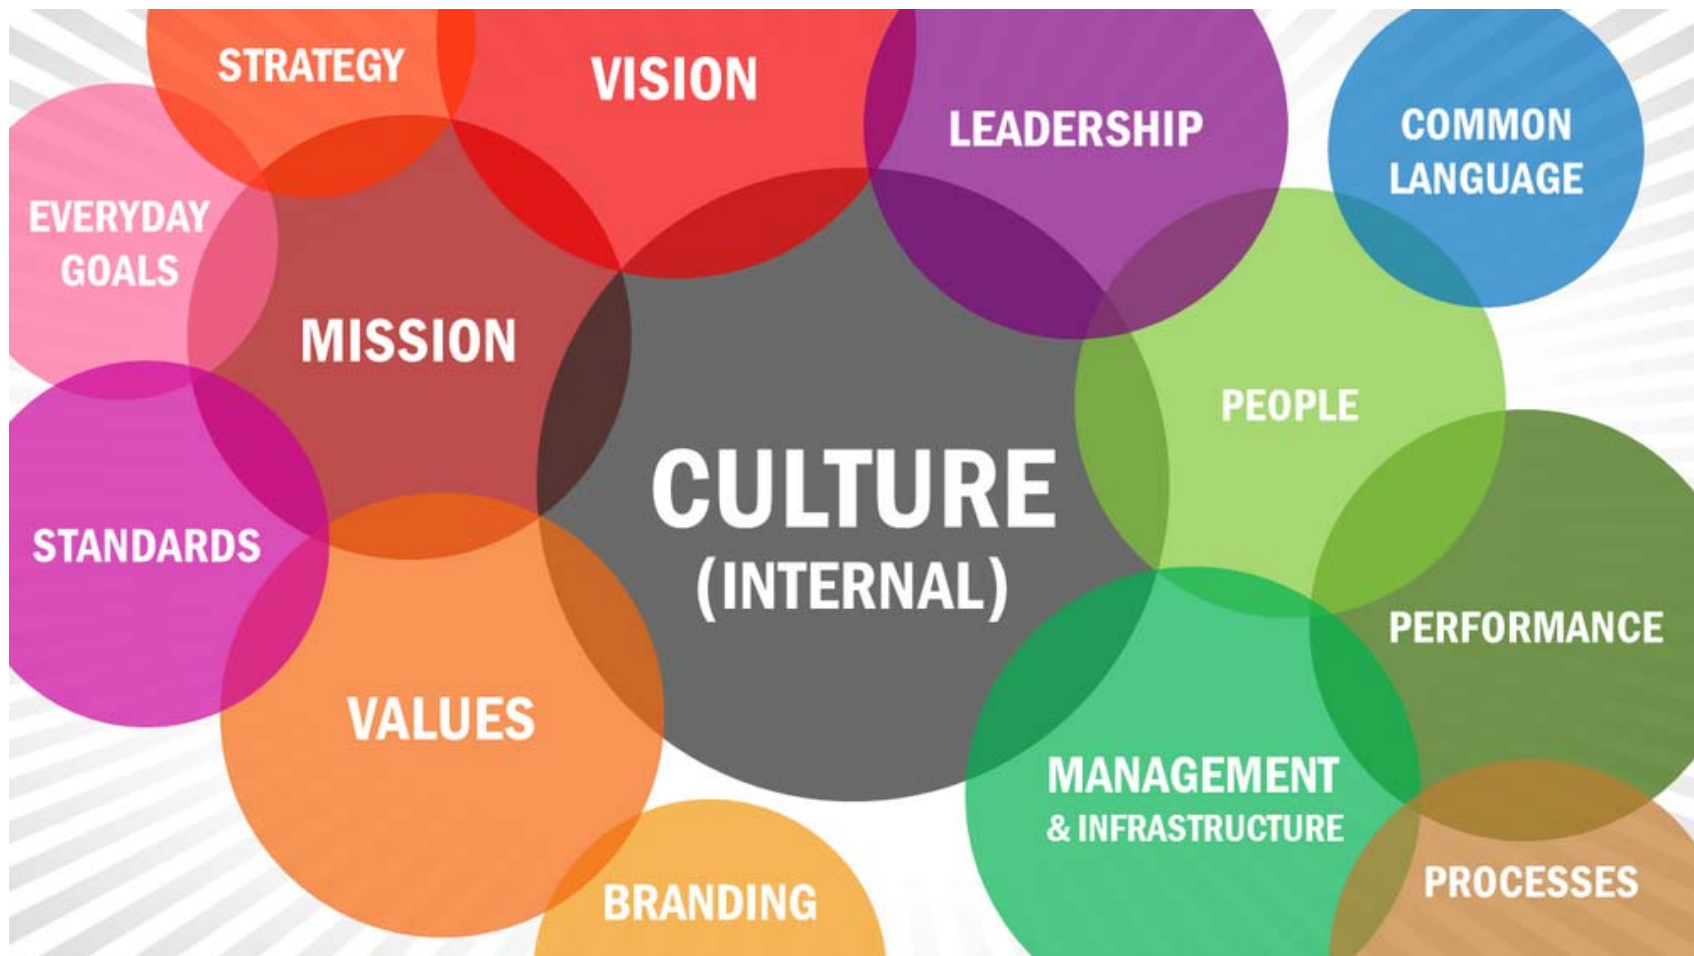 STRATEGY
VISION
LEADERSHIP
COMMON
LANGUAGE
EVERYDAY
GOALS
MISSION
PEOPLE
CULTURE
(INTERNAL)
STANDARDS
PERFORMANCE
VALUES
MANAGEMENT
& INFRASTRUCTURE
BRANDING
PROCESSES